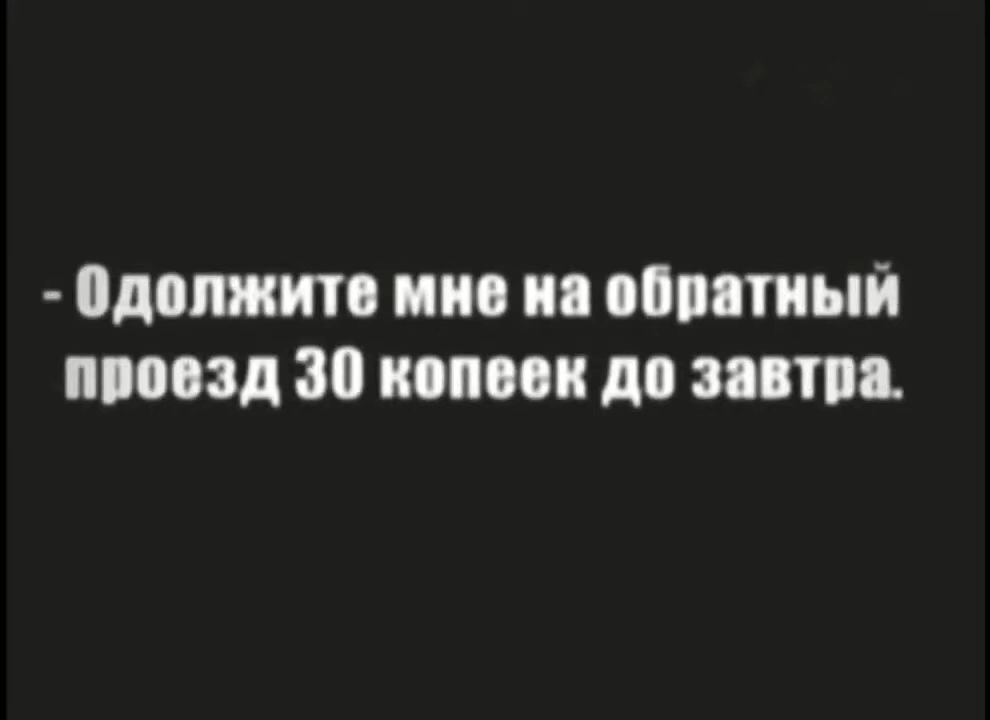 - Одолжите мне на обратный
проезд 30 копеек до завтра.